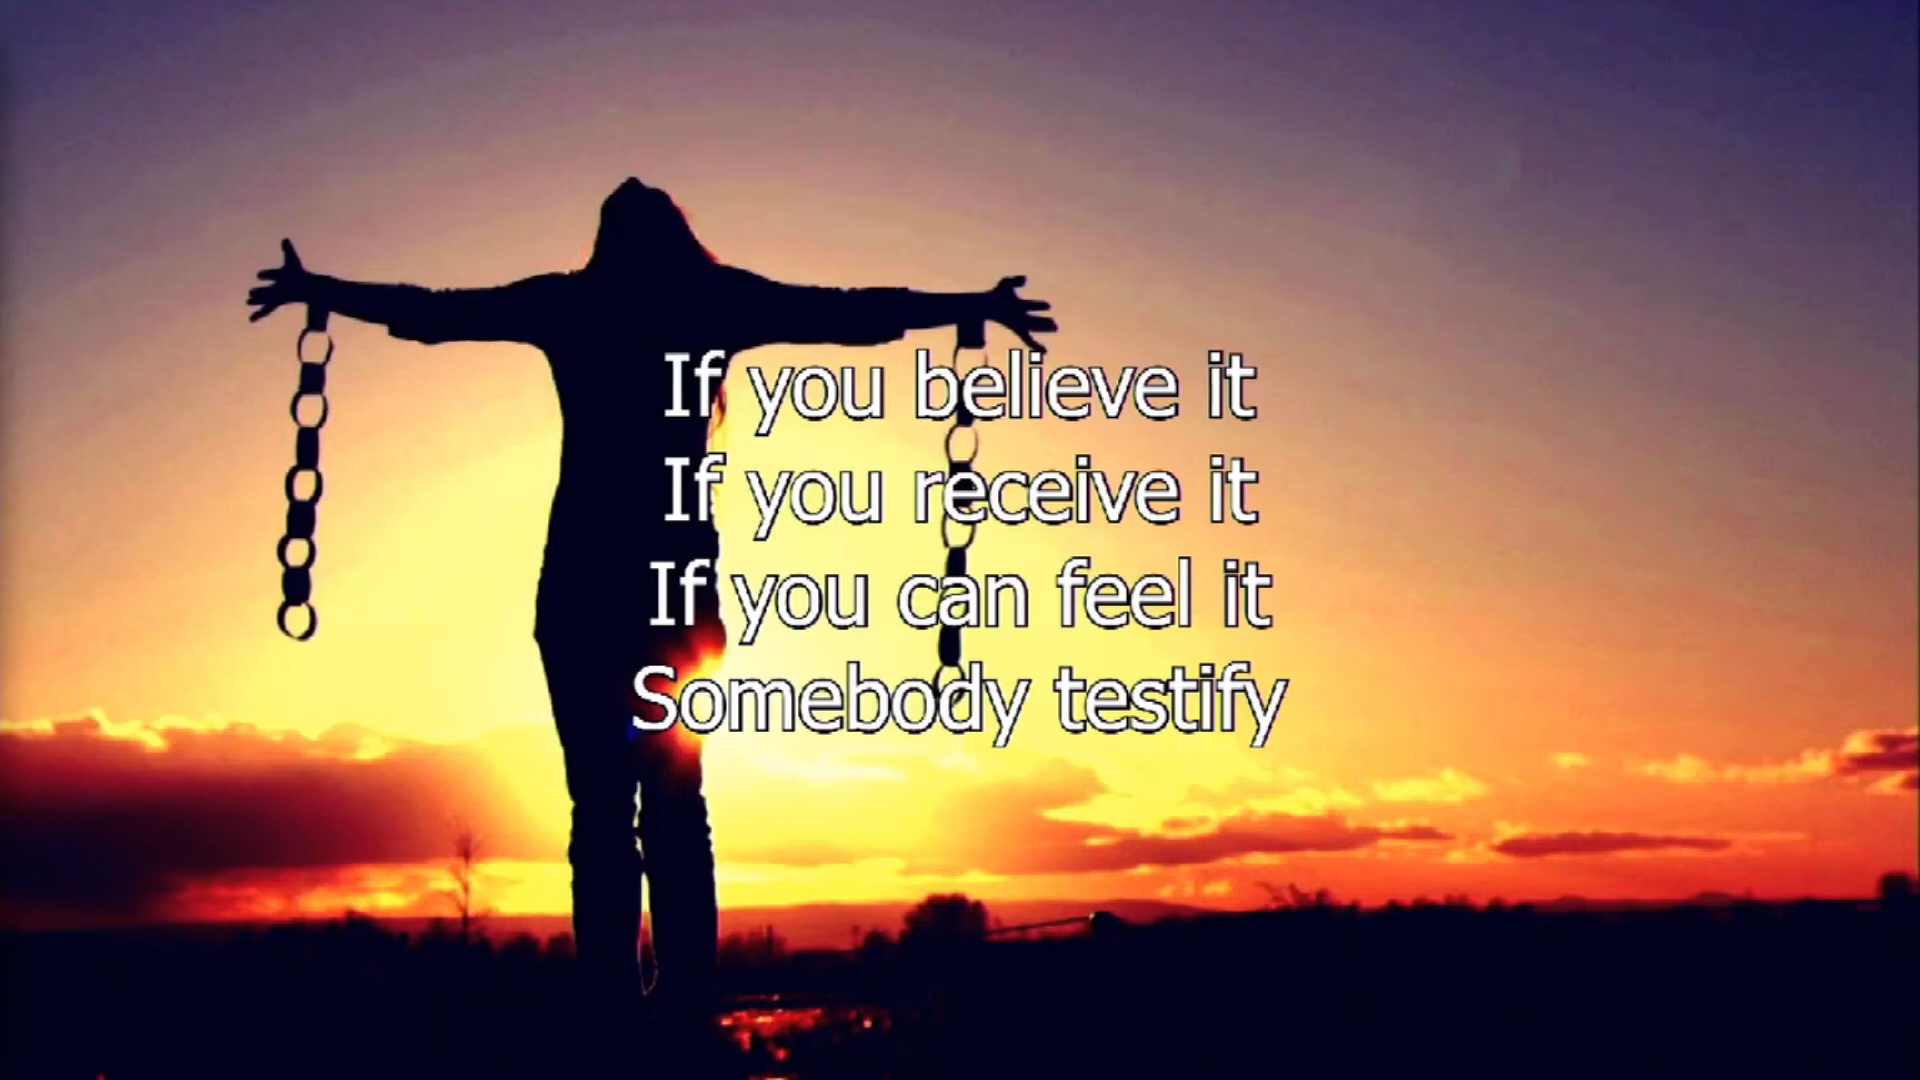 If you believe it
If you receive it
If you can feel it
Somebody testify